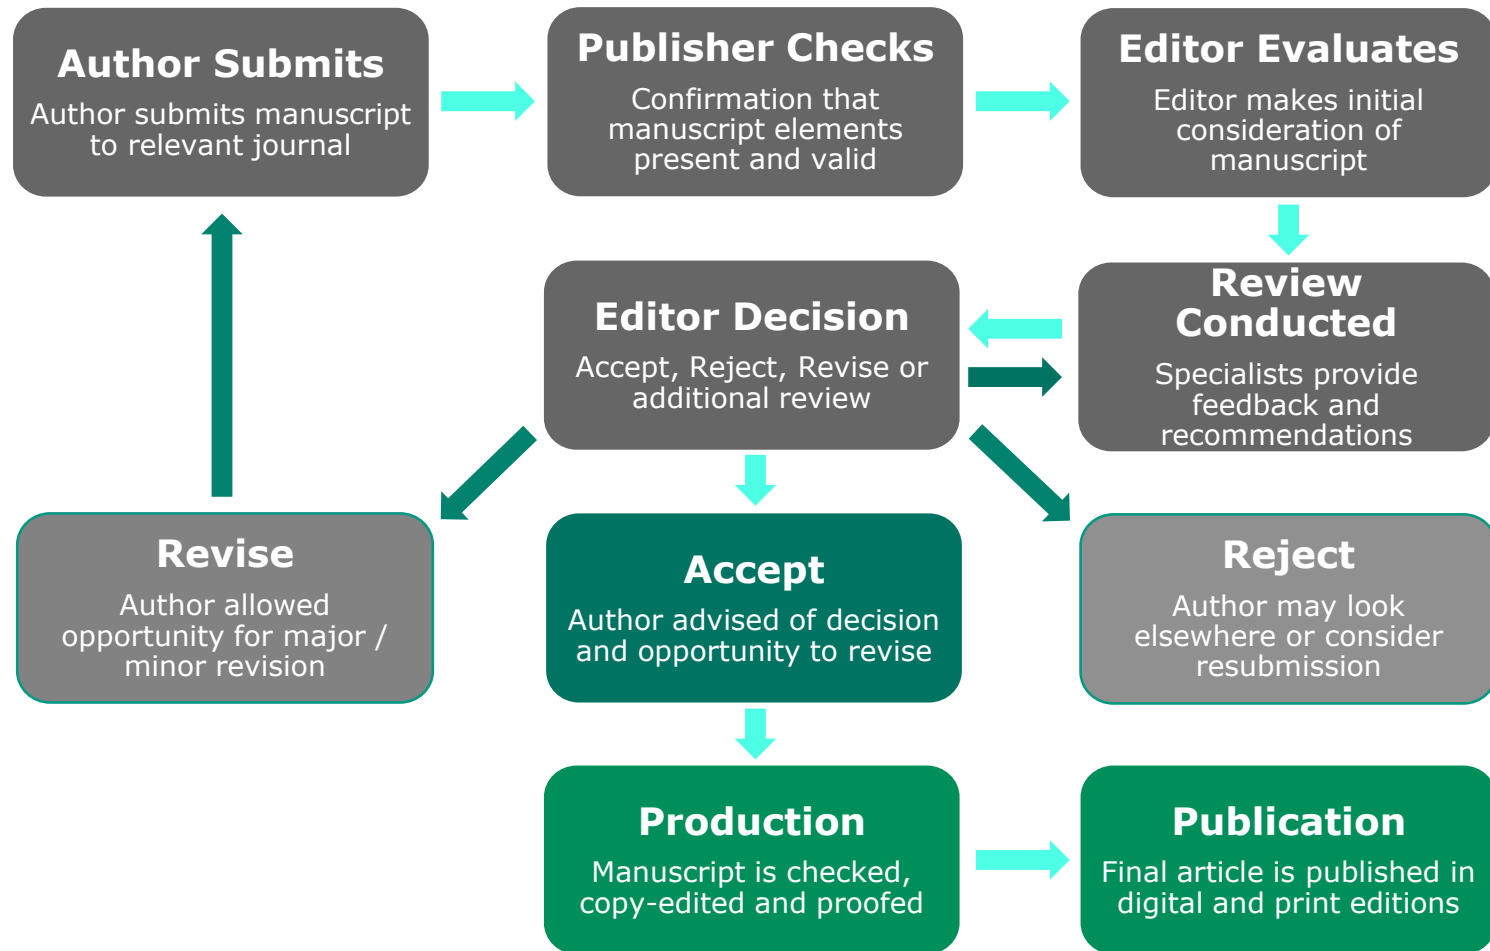 Author Submits
Author submits manuscript
to relevant journal
Publisher Checks
Confirmation that
manuscript elements
present and valid
Editor Evaluates
Editor makes initial
consideration of
manuscript
Editor Decision
Accept, Reject, Revise or
additional review
Review
Conducted
Specialists provide
feedback and
recommendations
Revise
Author allowed
opportunity for major /
minor revision
Accept
Author advised of decision
and opportunity to revise
Reject
Author may look
elsewhere or consider
resubmission
Production
Manuscript is checked,
copy-edited and proofed
Publication
Final article is published in
digital and print editions